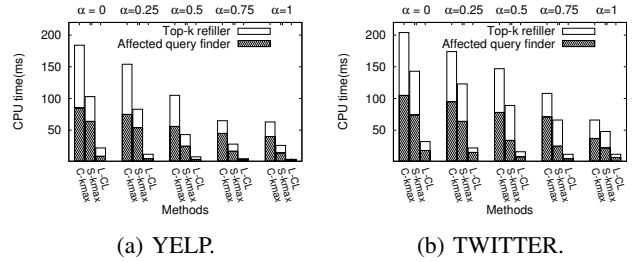 α = 0 α=0.25 α=0.5 α=0.75 α=1
200
150
100
50
CPU time(ms)
Top-k refiller
Affected query finder
C-kmax S-kmax L-CL C-kmax S-kmax L-CL C-kmax S-kmax L-CL C-kmax S-kmax L-CL C-kmax S-kmax L-CL
Methods
(a) YELP.
α = 0 α=0.25 α=0.5 α=0.75 α=1
200
150
100
50
CPU time(ms)
Top-k refiller
Affected query finder
C-kmax S-kmax L-CL C-kmax S-kmax L-CL C-kmax S-kmax L-CL C-kmax S-kmax L-CL C-kmax S-kmax L-CL
Methods
(b) TWITTER.